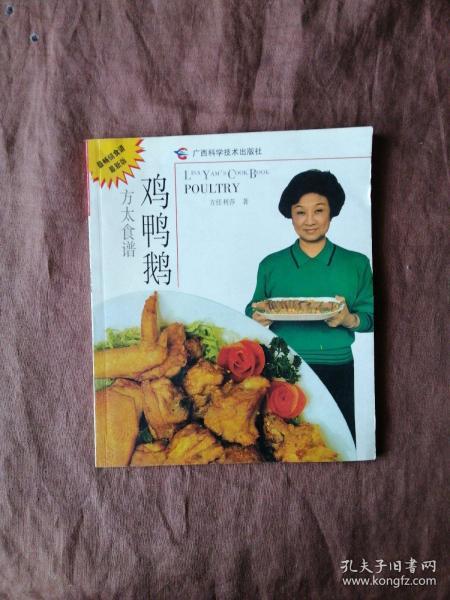 广西科学技术出版社
最畅销食谱
最新版
LISA YAM'S COOK BOOK
POULTRY
方任利莎 著
鸡鸭鹅
方太食谱
孔夫子旧书网
www.kongfz.com